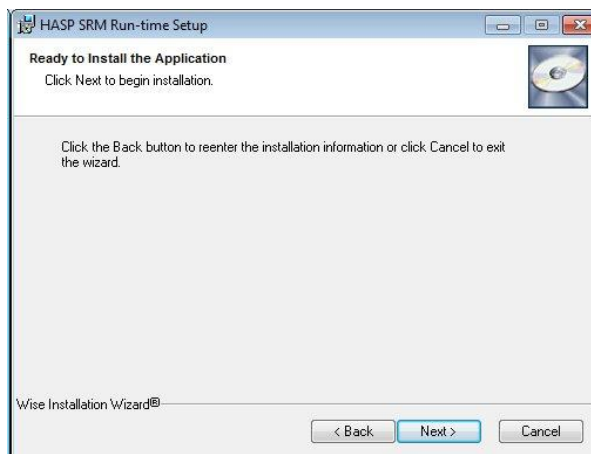 HASP SRM Run-time Setup
Ready to Install the Application
Click Next to begin installation.
Click the Back button to reenter the installation information or click Cancel to exit
the wizard.
Wise Installation Wizard®
< Back
Next >
Cancel